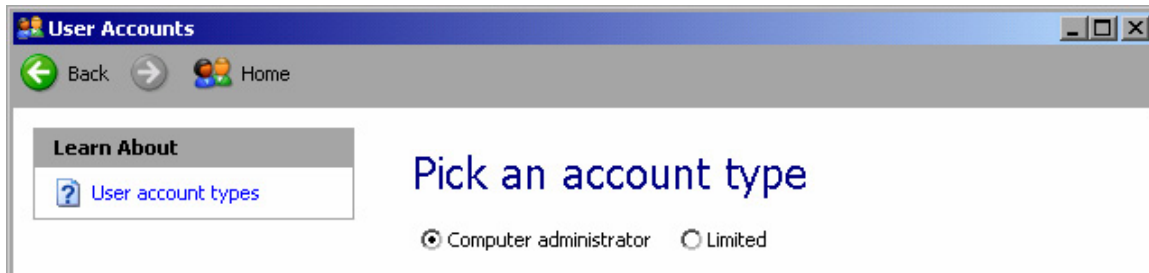 User Accounts
Back Home
Learn About
User account types
Pick an account type
Computer administrator Limited